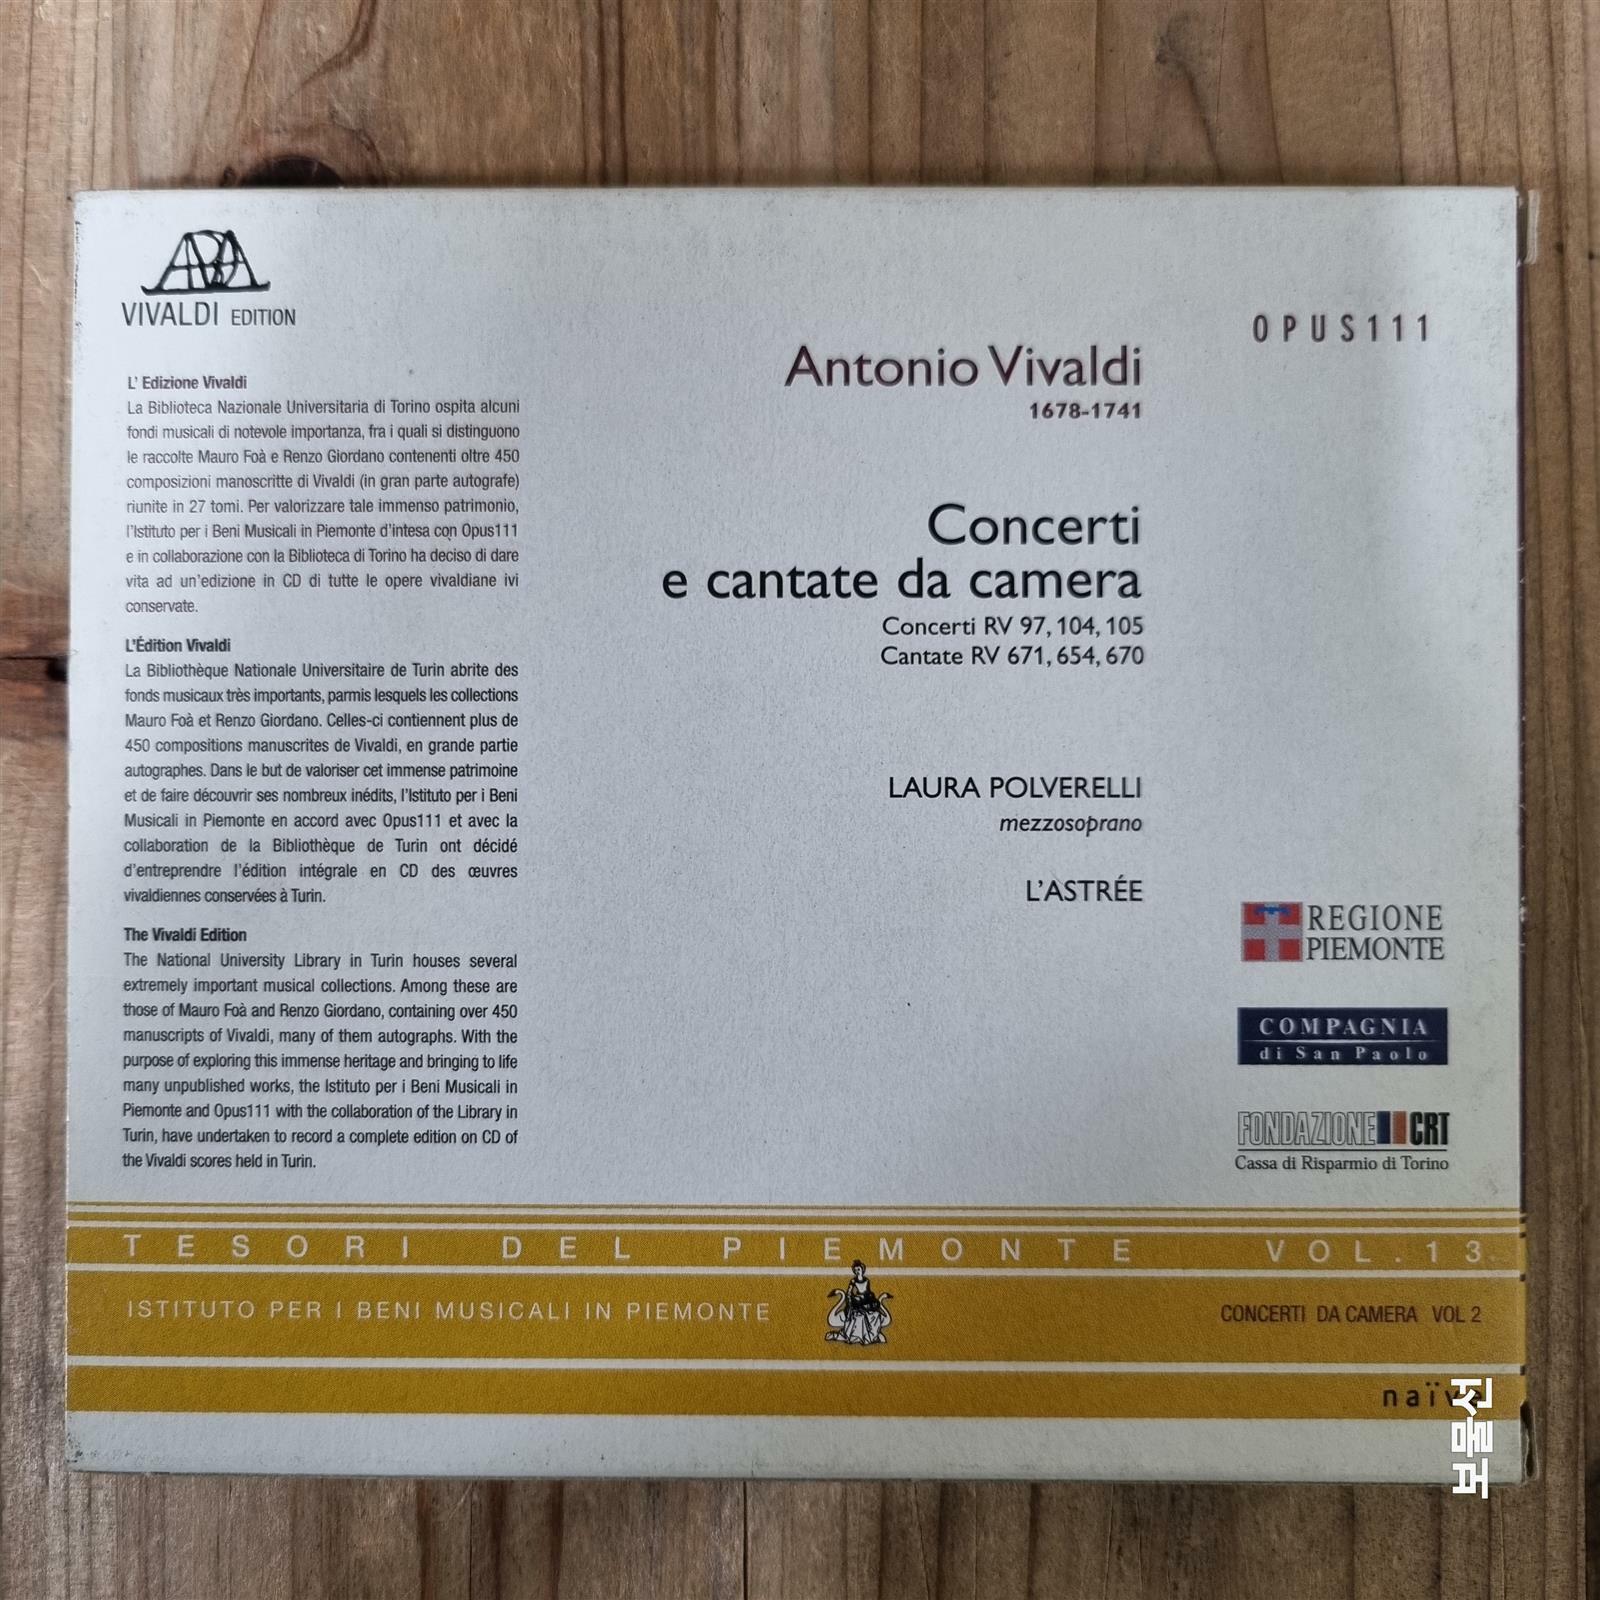 VIVALDI EDITION
L' Edizione Vivaldi
La Biblioteca Nazionale Universitaria di Torino ospita alcuni
fondi musicali di notevole importanza, fra i quali si distinguono
le raccolte Mauro Foà e Renzo Giordano contenenti oltre 450
composizioni manoscritte di Vivaldi (in gran parte autografe)
riunite in 27 tomi. Per valorizzare tale immenso patrimonio,
l'Istituto per i Beni Musicali in Piemonte d'intesa con Opus111
e in collaborazione con la Biblioteca di Torino ha deciso di dare
vita ad un'edizione in CD di tutte le opere vivaldiane ivi
conservate.
L'Édition Vivaldi
La Bibliothèque Nationale Universitaire de Turin abrite des
fonds musicaux très importants, parmis lesquels les collections
Mauro Foà et Renzo Giordano. Celles-ci contiennent plus de
450 compositions manuscrites de Vivaldi, en grande partie
autographes. Dans le but de valoriser cet immense patrimoine
et de faire découvrir ses nombreux inédits, l'Istituto per i Beni
Musicali in Piemonte en accord avec Opus111 et avec la
collaboration de la Bibliothèque de Turin ont décidé
d'entreprendre l'édition intégrale en CD des œuvres
vivaldiennes conservées à Turin.
The Vivaldi Edition
The National University Library in Turin houses several
extremely important musical collections. Among these are
those of Mauro Foà and Renzo Giordano, containing over 450
manuscripts of Vivaldi, many of them autographs. With the
purpose of exploring this immense heritage and bringing to life
many unpublished works, the Istituto per i Beni Musicali in
Piemonte and Opus111 with the collaboration of the Library in
Turin, have undertaken to record a complete edition on CD of
the Vivaldi scores held in Turin.
OPUS111
Antonio Vivaldi
1678-1741
Concerti
e cantate da camera
Concerti RV 97, 104, 105
Cantate RV 671, 654, 670
LAURA POLVERELLI
mezzosoprano
L'ASTRÉE
REGIONE
PIEMONTE
COMPAGNIA
di San Paolo
FONDAZIONE CRT
Cassa di Risparmio di Torino
TESORI DEL PIEMONTE VOL.13
ISTITUTO PER I BENI MUSICALI IN PIEMONTE
CONCERTI DA CAMERA VOL 2
naïve